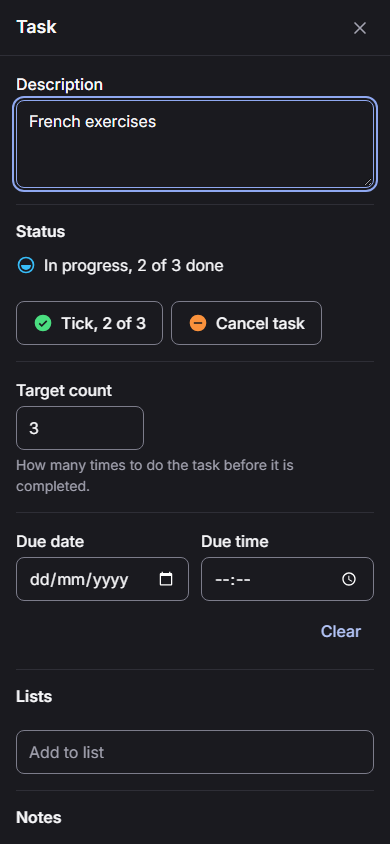 Task
Description
French exercises
Status
In progress, 2 of 3 done
Tick, 2 of 3
Cancel task
Target count
3
How many times to do the task before it is
completed.
Due date
Due time
dd/mm/yyyy
--:--
Clear
Lists
Add to list
Notes